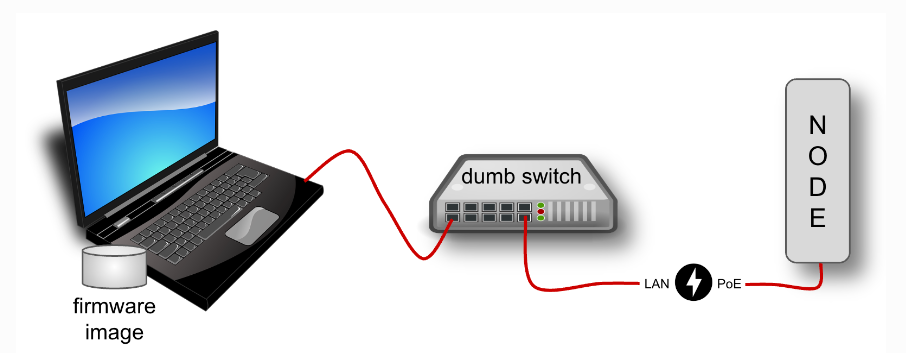 dumb switch
N
O
D
E
LAN
PoE
firmware
image